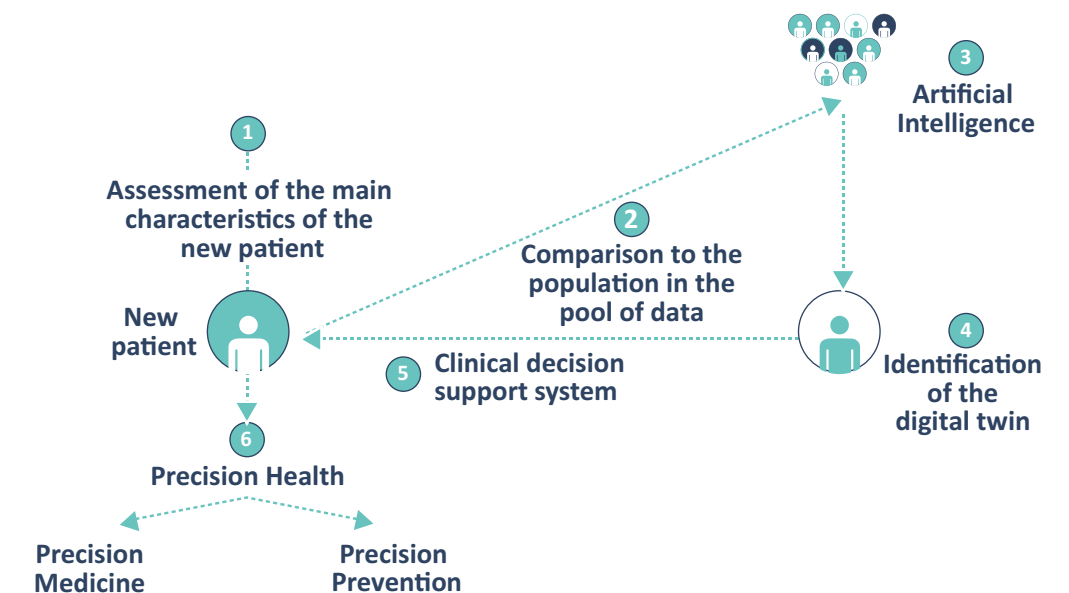 1
Assessment of the main
characteristics of the
new patient
New
patient
2
Comparison to the
population in the
pool of data
3
Artificial
Intelligence
4
Identification
of the
digital twin
5
Clinical decision
support system
6
Precision Health
Precision
Medicine
Precision
Prevention